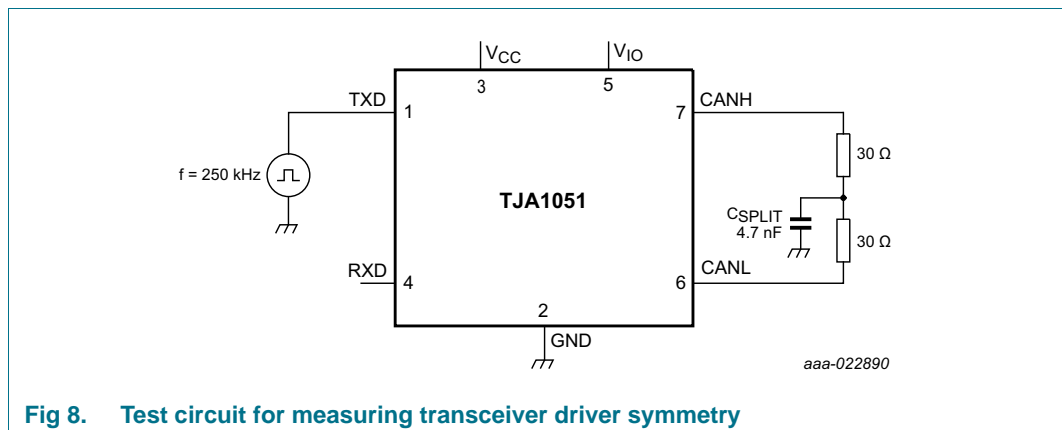 VCC
VIO
3
5
TXD
CANH
1
7
30 Ω
f = 250 kHz
TJA1051
CSPLIT
4.7 nF
30 Ω
RXD
CANL
4
6
2
GND
aaa-022890
Fig 8. Test circuit for measuring transceiver driver symmetry